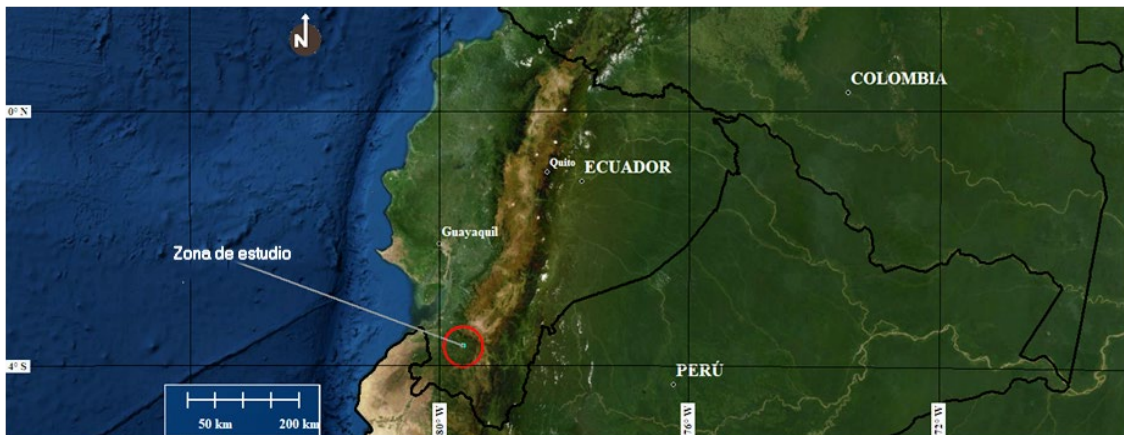 N
COLOMBIA
0° N
Quito
ECUADOR
Guayaquil
Zona de estudio
4° S
PERÚ
50 km
200 km
80° W
76° W
72° W